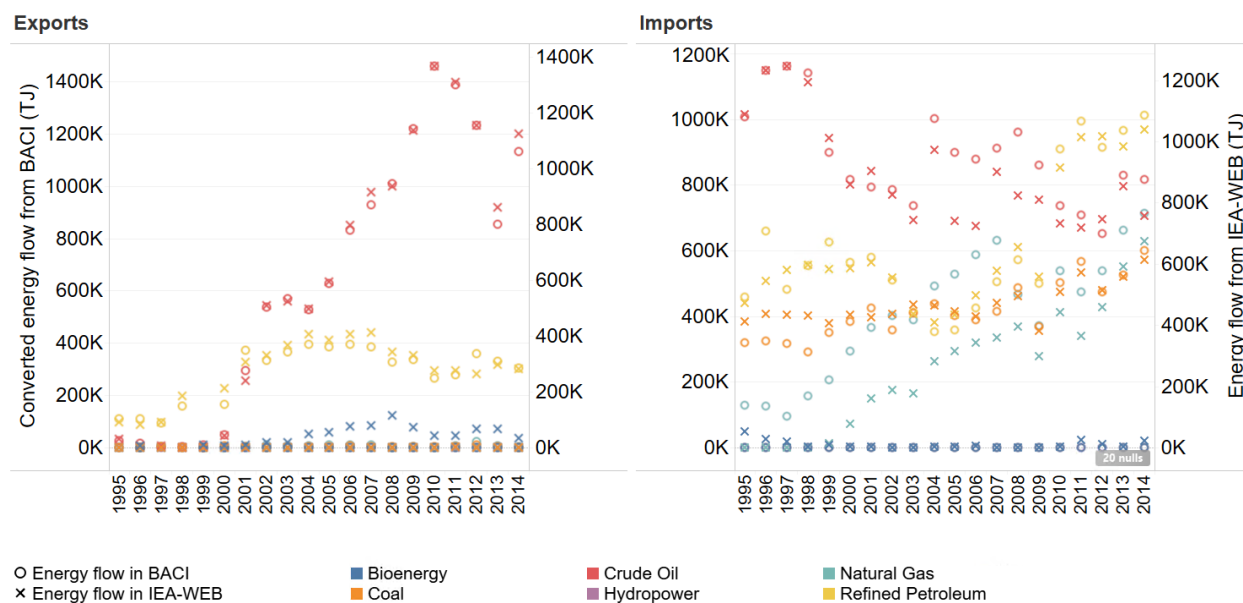 Exports
Imports
Converted energy flow from BACI (TJ)
1400K
1200K
1000K
800K
600K
400K
200K
0K
1400K
1200K
1000K
800K
600K
400K
200K
0K
1995
1996
1997
1998
1999
2000
2001
2002
2003
2004
2005
2006
2007
2008
2009
2010
2011
2012
2013
2014
1200K
1000K
800K
600K
400K
200K
0K
1200K
1000K
800K
600K
400K
200K
0K
Energy flow from IEA-WEB (TJ)
20 nulls
1995
1996
1997
1998
1999
2000
2001
2002
2003
2004
2005
2006
2007
2008
2009
2010
2011
2012
2013
2014
Energy flow in BACI
Bioenergy
Crude Oil
Natural Gas
Energy flow in IEA-WEB
Coal
Hydropower
Refined Petroleum